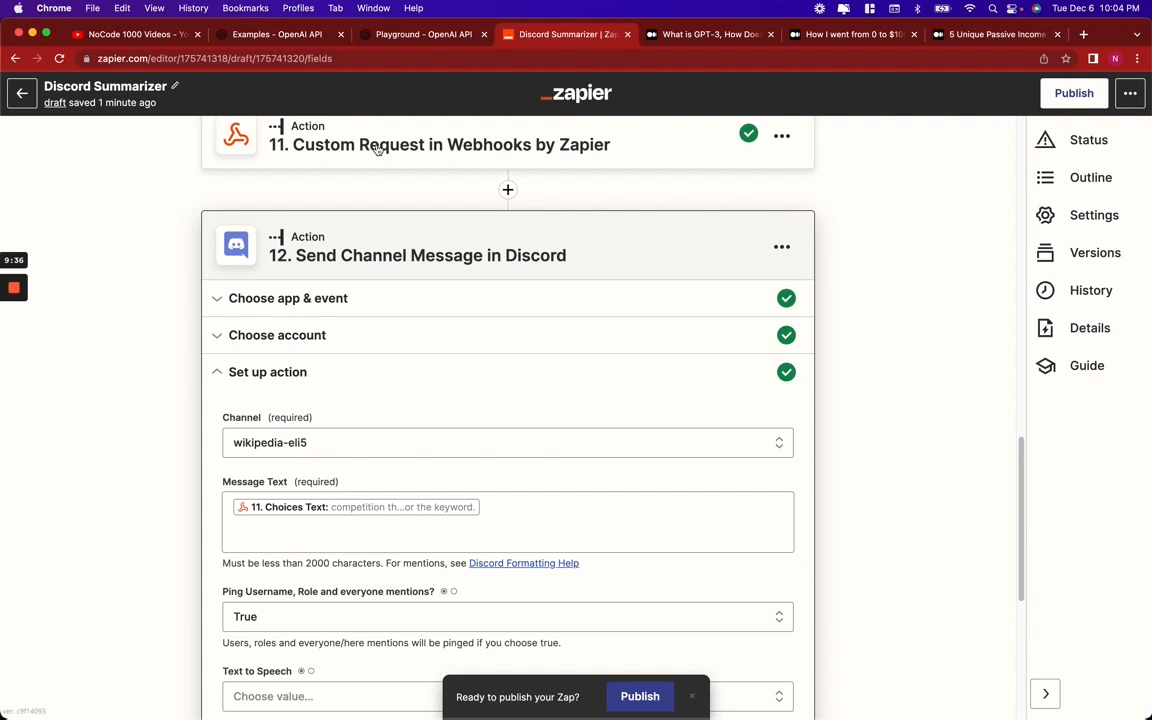 Chrome File Edit View History Bookmarks Profiles Tab Window Help Tue Dec 6 10:04 PM
NoCode 1000 Videos - Yo Examples - OpenAI API Playground - OpenAI API Discord Summarizer | Zap What is GPT-3, How Doe How I went from 0 to $10 5 Unique Passive Income
zapier.com/editor/175741318/draft/175741320/fields N
Discord Summarizer
draft saved 1 minute ago
_zapier
Publish
Action
11. Custom Request in Webhooks by Zapier
Action
12. Send Channel Message in Discord
Choose app & event
Choose account
Set up action
Channel (required)
wikipedia-eli5
Message Text (required)
11. Choices Text: competition th...or the keyword.
Must be less than 2000 characters. For mentions, see Discord Formatting Help
Ping Username, Role and everyone mentions?
True
Users, roles and everyone/here mentions will be pinged if you choose true.
Text to Speech
Choose value...
Ready to publish your Zap? Publish
Status
Outline
Settings
Versions
History
Details
Guide
9:36
ver. c9f14093